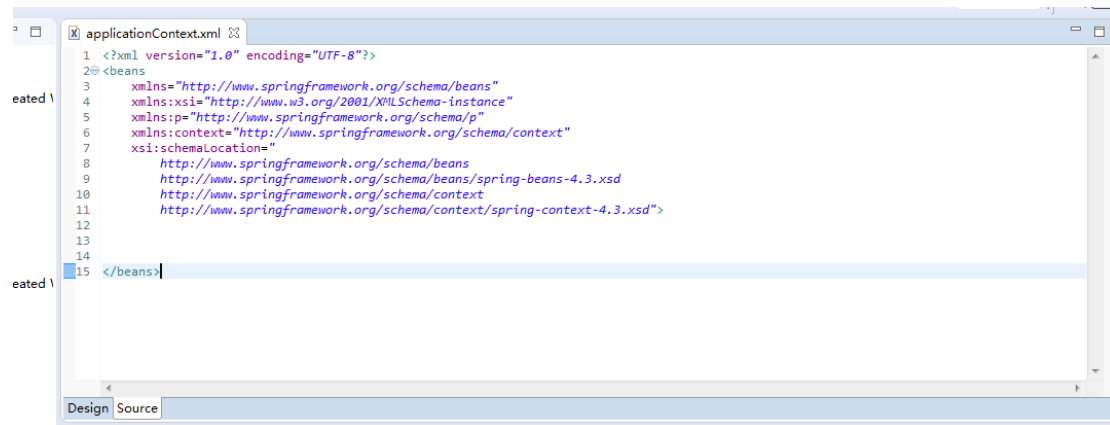 applicationContext.xml
1 <?xml version="1.0" encoding="UTF-8"?>
2 <beans
3 xmlns="http://www.springframework.org/schema/beans"
eated
4 xmlns:xsi="http://www.w3.org/2001/XMLSchema-instance"
5 xmlns:p="http://www.springframework.org/schema/p"
6 xmlns:context="http://www.springframework.org/schema/context"
7 xsi:schemaLocation="
8 http://www.springframework.org/schema/beans
9 http://www.springframework.org/schema/beans/spring-beans-4.3.xsd
10 http://www.springframework.org/schema/context
11 http://www.springframework.org/schema/context/spring-context-4.3.xsd">
12
13
14
15 </beans>
eated
Design Source